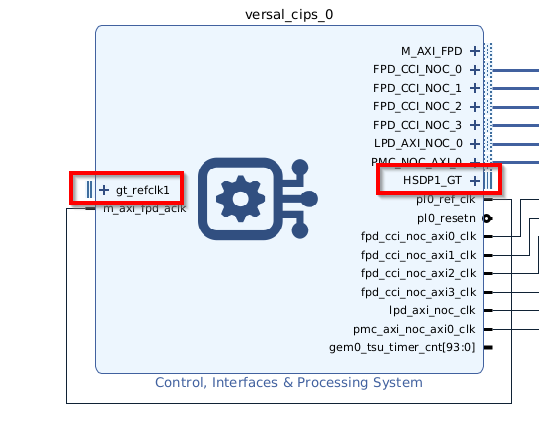 versal_cips_0
M_AXI_FPD
FPD_CCI_NOC_0
FPD_CCI_NOC_1
FPD_CCI_NOC_2
FPD_CCI_NOC_3
LPD_AXI_NOC_0
PMC_NOC_AXI_0
HSDP1_GT
gt_refclk1
pl0_ref_clk
m_axi_fpd_aclk
pl0_resetn
fpd_cci_noc_axi0_clk
fpd_cci_noc_axi1_clk
fpd_cci_noc_axi2_clk
fpd_cci_noc_axi3_clk
lpd_axi_noc_clk
pmc_axi_noc_axi0_clk
gem0_tsu_timer_cnt[93:0]
Control, Interfaces & Processing System